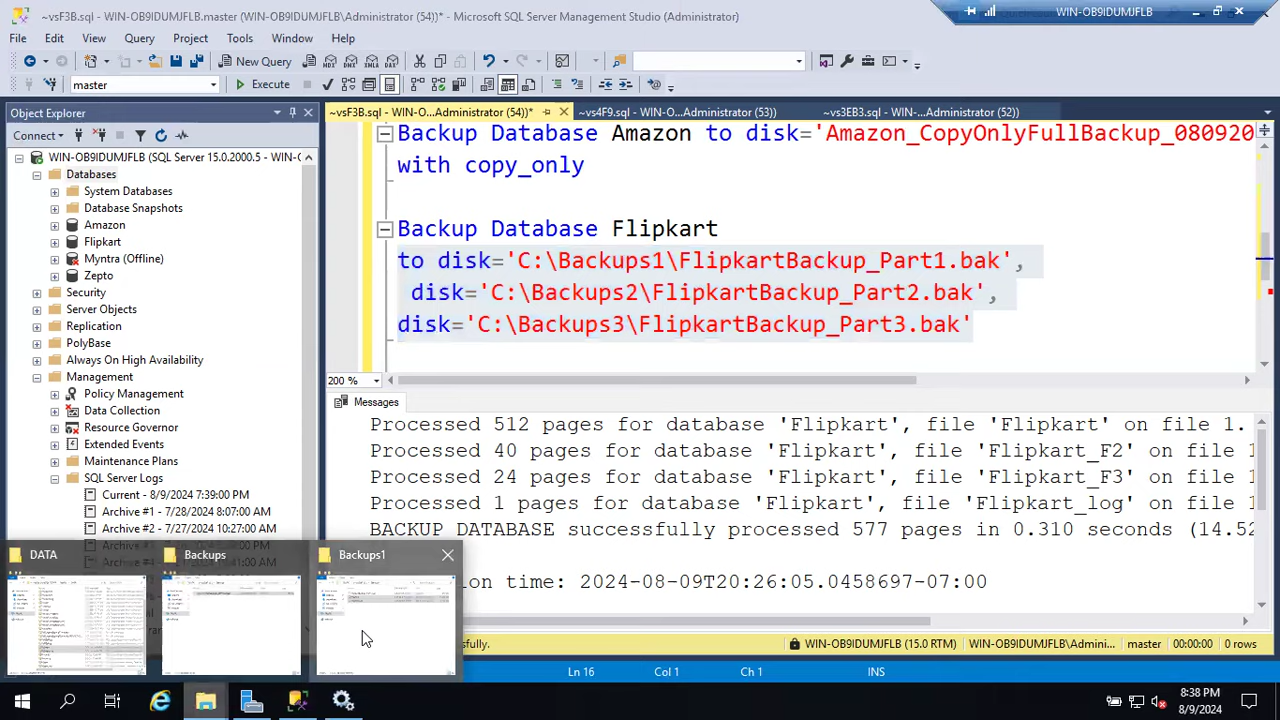 ~vsF3B.sql - WIN-OB9IDUMJFLB.master (WIN-OB9IDUMJFLB\Administrator (54))* - Microsoft SQL Server Management Studio (Administrator)
WIN-OB9IDUMJFLB
File Edit View Query Project Tools Window Help
New Query
master
Execute
Object Explorer
~vsF3B.sql - WIN-O...Administrator (54))* ~vs4F9.sql - WIN-O...Administrator (53)) ~vs3EB3.sql - WIN-...Administrator (52))
Connect
WIN-OB9IDUMJFLB (SQL Server 15.0.2000.5 - WIN-C
Databases
System Databases
Database Snapshots
Amazon
Flipkart
Myntra (Offline)
Zepto
Security
Server Objects
Replication
PolyBase
Always On High Availability
Management
Policy Management
Data Collection
Resource Governor
Extended Events
Maintenance Plans
SQL Server Logs
Current - 8/9/2024 7:39:00 PM
Archive #1 - 7/28/2024 8:07:00 AM
Archive #2 - 7/27/2024 10:27:00 AM
Backup Database Amazon to disk='Amazon_CopyOnlyFullBackup_080920
with copy_only
Backup Database Flipkart
to disk='C:\Backups1\FlipkartBackup_Part1.bak',
disk='C:\Backups2\FlipkartBackup_Part2.bak',
disk='C:\Backups3\FlipkartBackup_Part3.bak'
200 %
Messages
Processed 512 pages for database 'Flipkart', file 'Flipkart' on file 1.
Processed 40 pages for database 'Flipkart', file 'Flipkart_F2' on file 1
Processed 24 pages for database 'Flipkart', file 'Flipkart_F3' on file 1
Processed 1 pages for database 'Flipkart', file 'Flipkart_log' on file 1
BACKUP DATABASE successfully processed 577 pages in 0.310 seconds (14.52
ion time: 2024-08-09T20:26:05.0458697-07:00
DATA Backups Backups1
sfully. WIN-OB9IDUMJFLB (15.0 RTM) WIN-OB9IDUMJFLB\Admini... master 00:00:00 0 rows
Ln 16 Col 1 Ch 1 INS
8:38 PM
8/9/2024